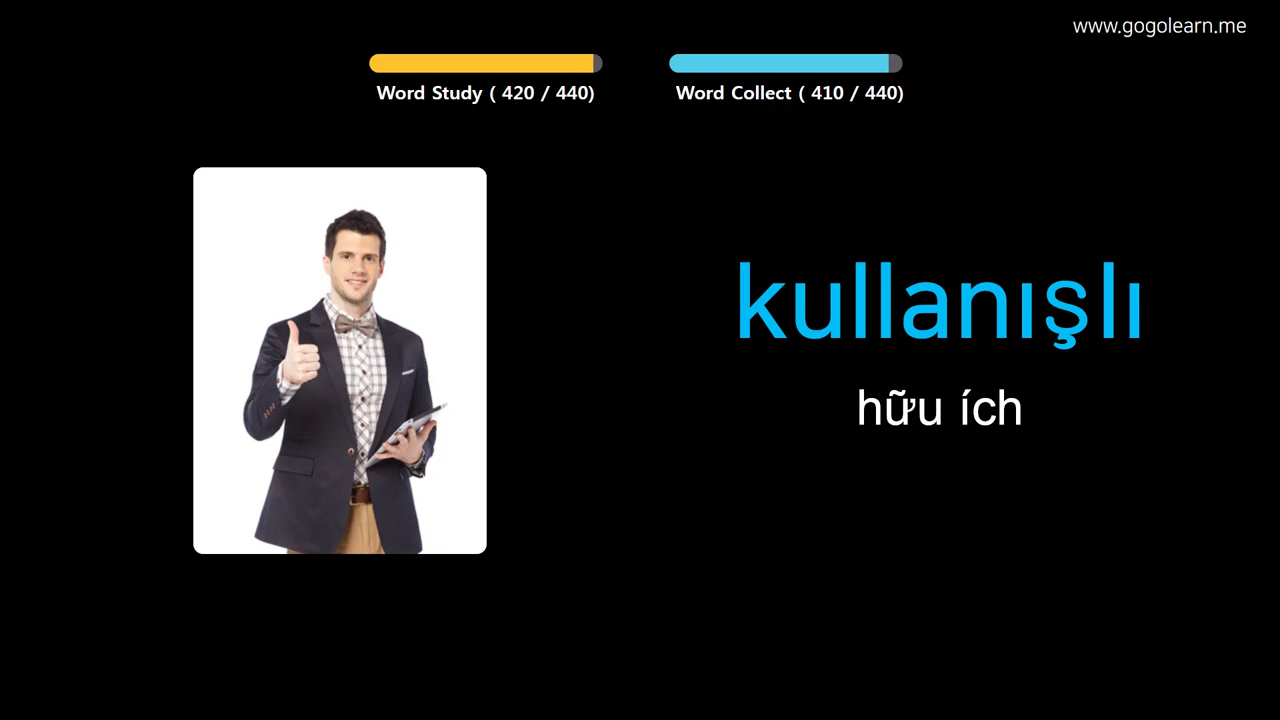 www.gogolearn.me
Word Study ( 420 / 440)
Word Collect ( 410 / 440)
kullanışlı
hữu ích